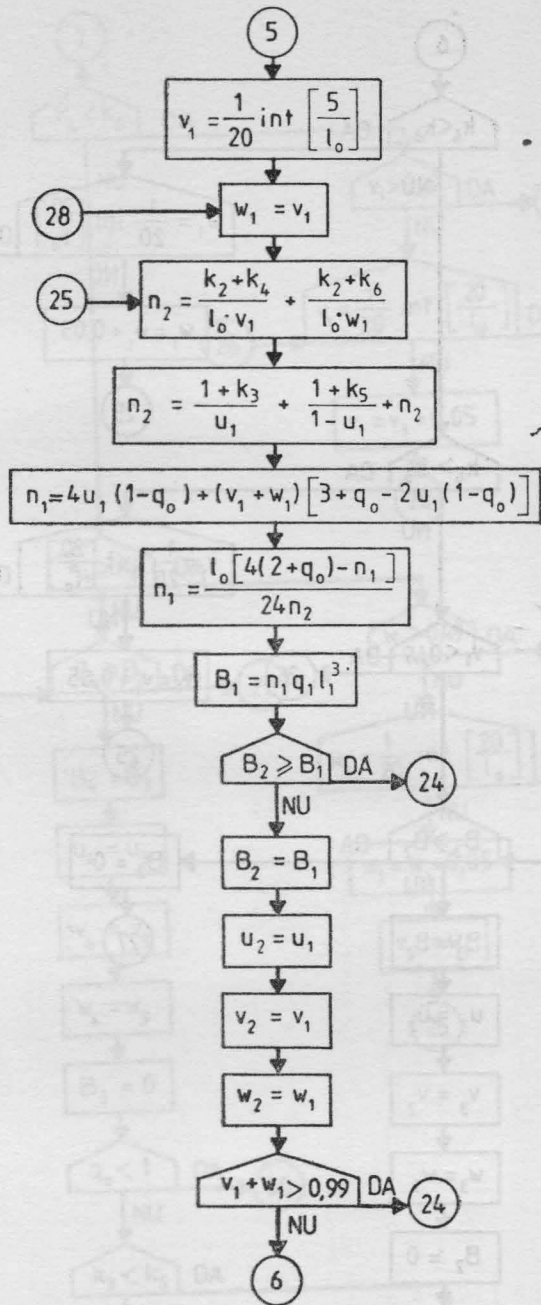 5
v₁ = 1/20 int [5/l₀]
28
w₁ = v₁
25
n₂ = (k₂+k₄)/(l₀·v₁) + (k₂+k₆)/(l₀·w₁)
n₂ = (1+k₃)/u₁ + (1+k₅)/(1-u₁) + n₂
n₁=4u₁(1-q₀)+(v₁+w₁)[3+q₀-2u₁(1-q₀)]
n₁ = l₀[4(2+q₀)-n₁]/24n₂
B₁ = n₁q₁l₁³·
B₂ ⩾ B₁ DA 24
NU
B₂ = B₁
u₂ = u₁
v₂ = v₁
w₂ = w₁
v₁+w₁>0,99 DA 24
NU
6